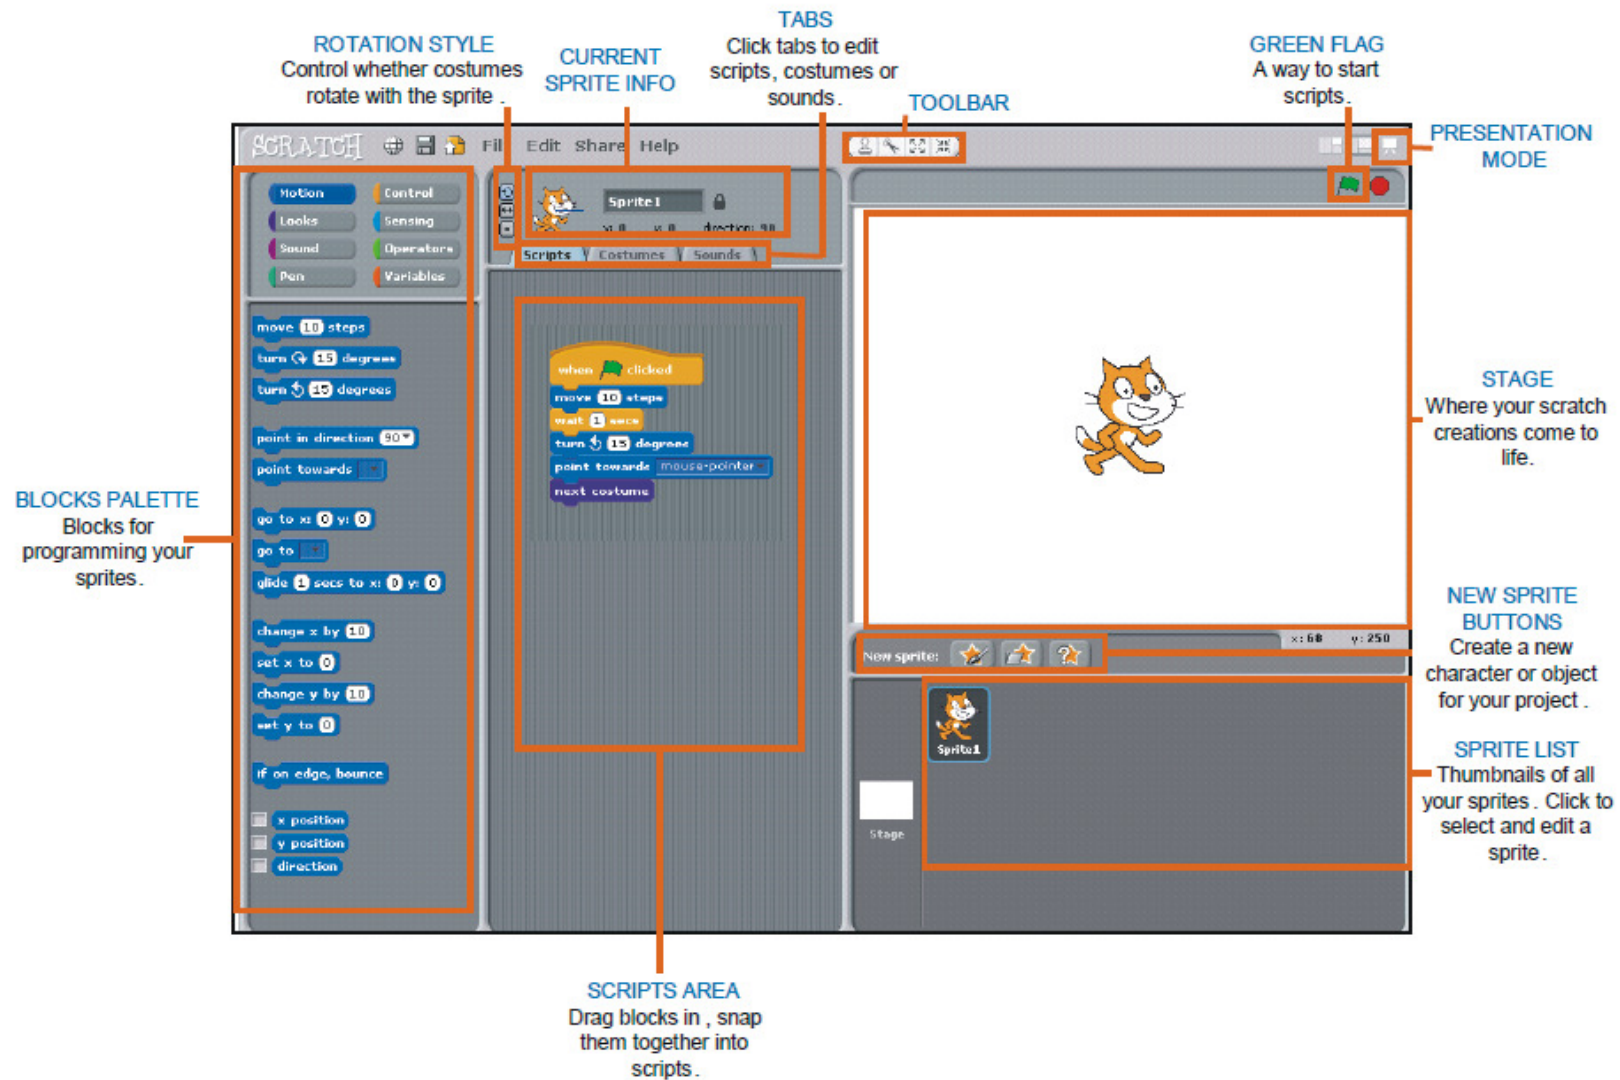 ROTATION STYLE
Control whether costumes
rotate with the sprite .
CURRENT
SPRITE INFO
TABS
Click tabs to edit
scripts, costumes or
sounds.
TOOLBAR
GREEN FLAG
A way to start
scripts.
PRESENTATION
MODE
SCRATCH
Fil Edit Share Help
Motion Control
Looks Sensing
Sound Operators
Pen Variables
Sprite1
x: 0 y: 0 direction: 90
Scripts Costumes Sounds
move 10 steps
turn 15 degrees
turn 15 degrees
point in direction 90
point towards
go to x: 0 y: 0
go to
glide 1 secs to x: 0 y: 0
change x by 10
set x to 0
change y by 10
set y to 0
if on edge, bounce
x position
y position
direction
when clicked
move 10 steps
wait 1 secs
turn 15 degrees
point towards mouse-pointer
next costume
x: 68 y: 250
New sprite:
Sprite1
Stage
BLOCKS PALETTE
Blocks for
programming your
sprites.
STAGE
Where your scratch
creations come to
life.
NEW SPRITE
BUTTONS
Create a new
character or object
for your project .
SPRITE LIST
Thumbnails of all
your sprites . Click to
select and edit a
sprite .
SCRIPTS AREA
Drag blocks in , snap
them together into
scripts.